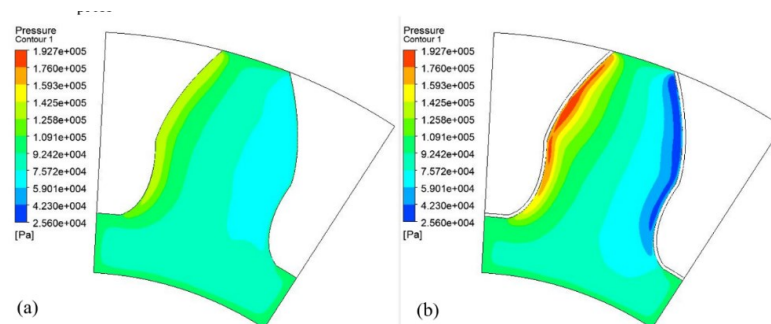 Pressure
Contour 1
1.927e+005
1.760e+005
1.593e+005
1.425e+005
1.258e+005
1.091e+005
9.242e+004
7.572e+004
5.901e+004
4.230e+004
2.560e+004
[Pa]
(a)
Pressure
Contour 1
1.927e+005
1.760e+005
1.593e+005
1.425e+005
1.258e+005
1.091e+005
9.242e+004
7.572e+004
5.901e+004
4.230e+004
2.560e+004
[Pa]
(b)